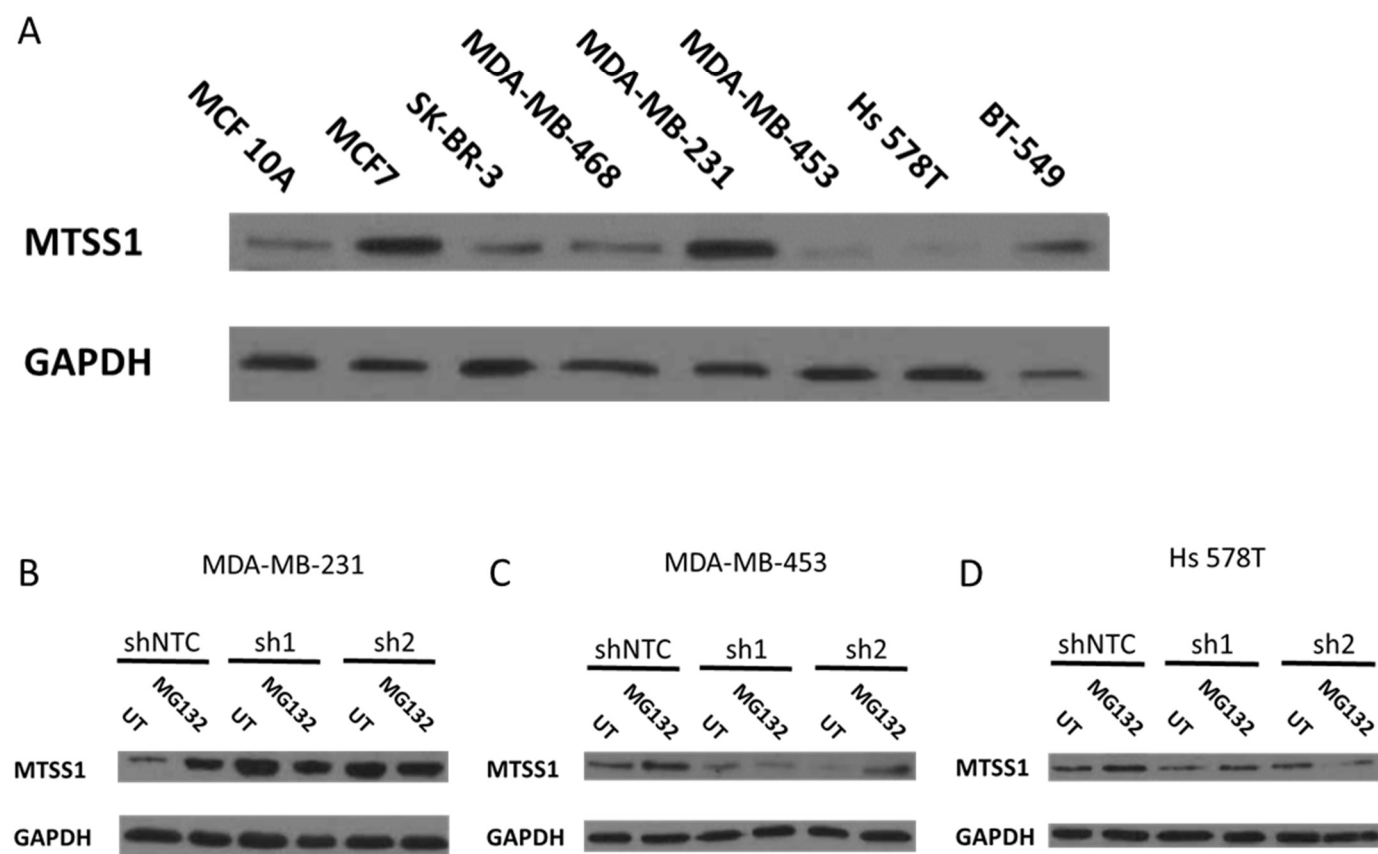 A
MCF 10A
MCF7
SK-BR-3
MDA-MB-468
MDA-MB-231
MDA-MB-453
Hs 578T
BT-549
MTSS1
GAPDH
B
MDA-MB-231
shNTC sh1 sh2
UT MG132 UT MG132 UT MG132
MTSS1
GAPDH
C
MDA-MB-453
shNTC sh1 sh2
UT MG132 UT MG132 UT MG132
MTSS1
GAPDH
D
Hs 578T
shNTC sh1 sh2
UT MG132 UT MG132 UT MG132
MTSS1
GAPDH